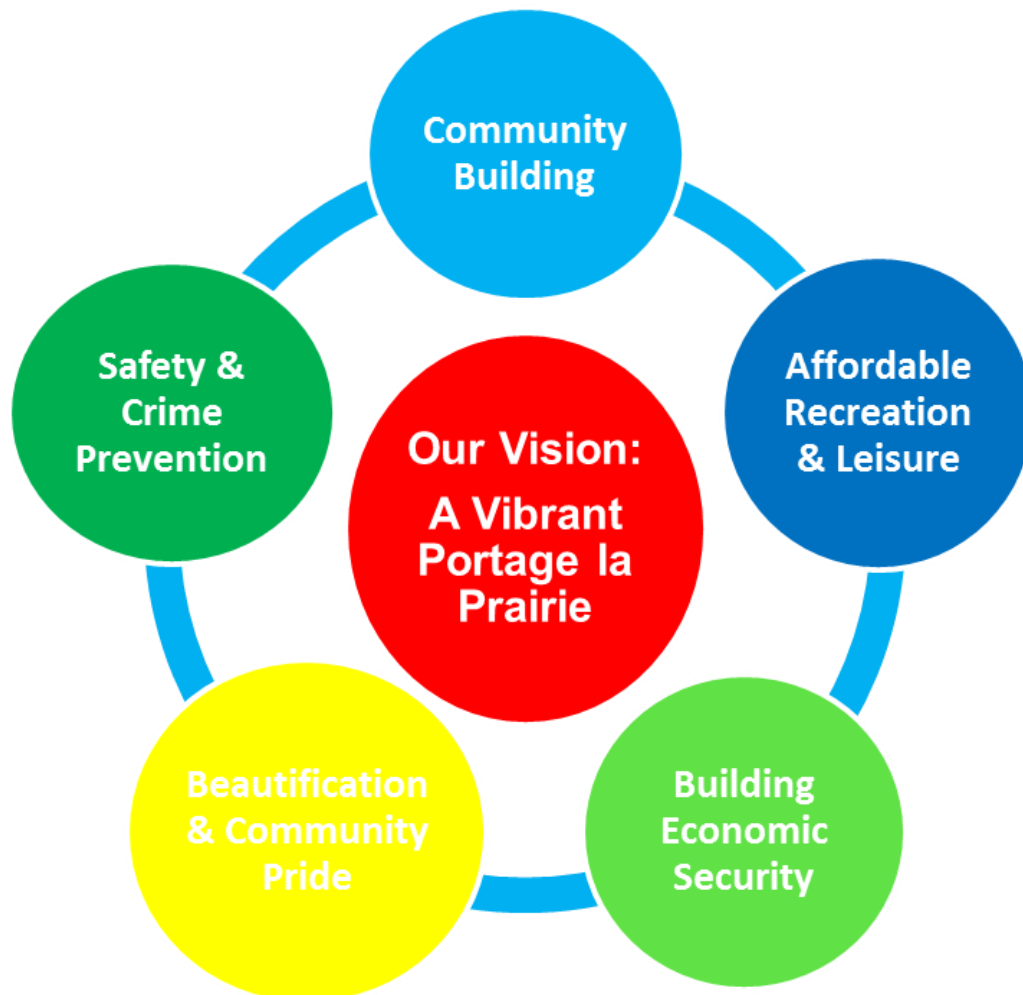 Community
Building
Affordable
Recreation
& Leisure
Building
Economic
Security
Beautification
& Community
Pride
Safety &
Crime
Prevention
Our Vision:
A Vibrant
Portage la
Prairie